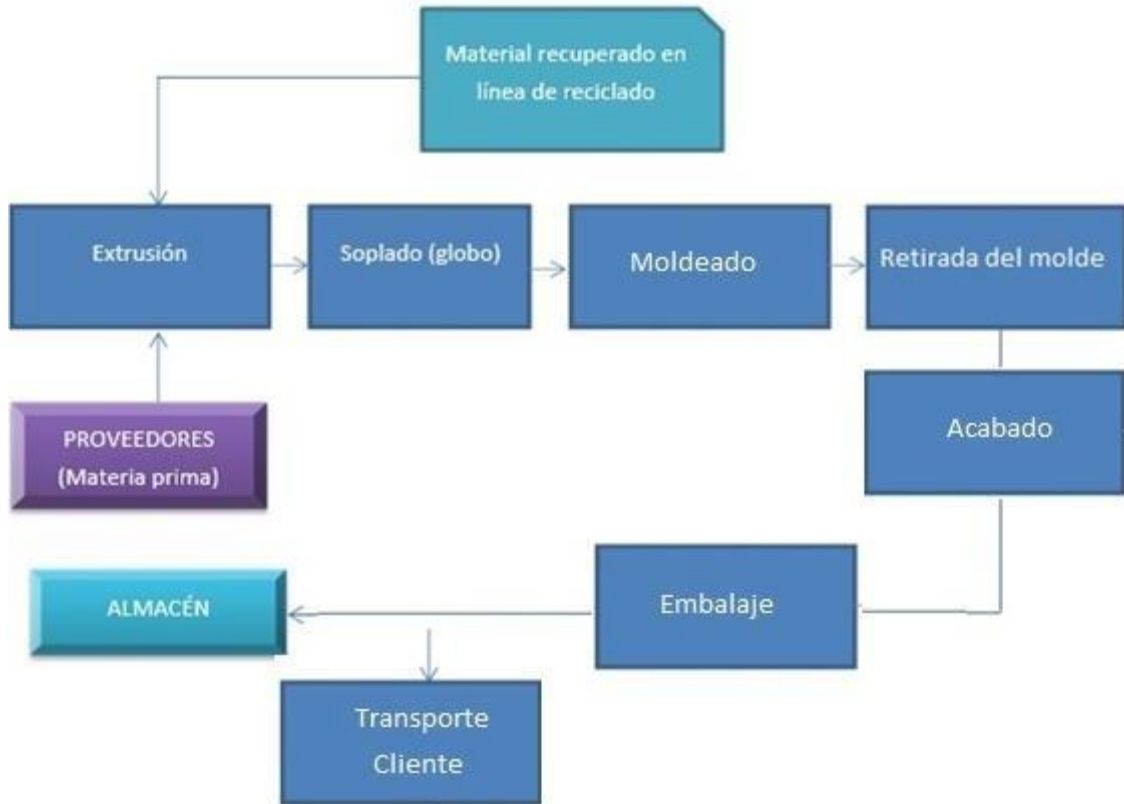 Material recuperado en
línea de reciclado
Extrusión
Soplado (globo)
Moldeado
Retirada del molde
PROVEEDORES
(Materia prima)
Acabado
ALMACÉN
Embalaje
Transporte
Cliente